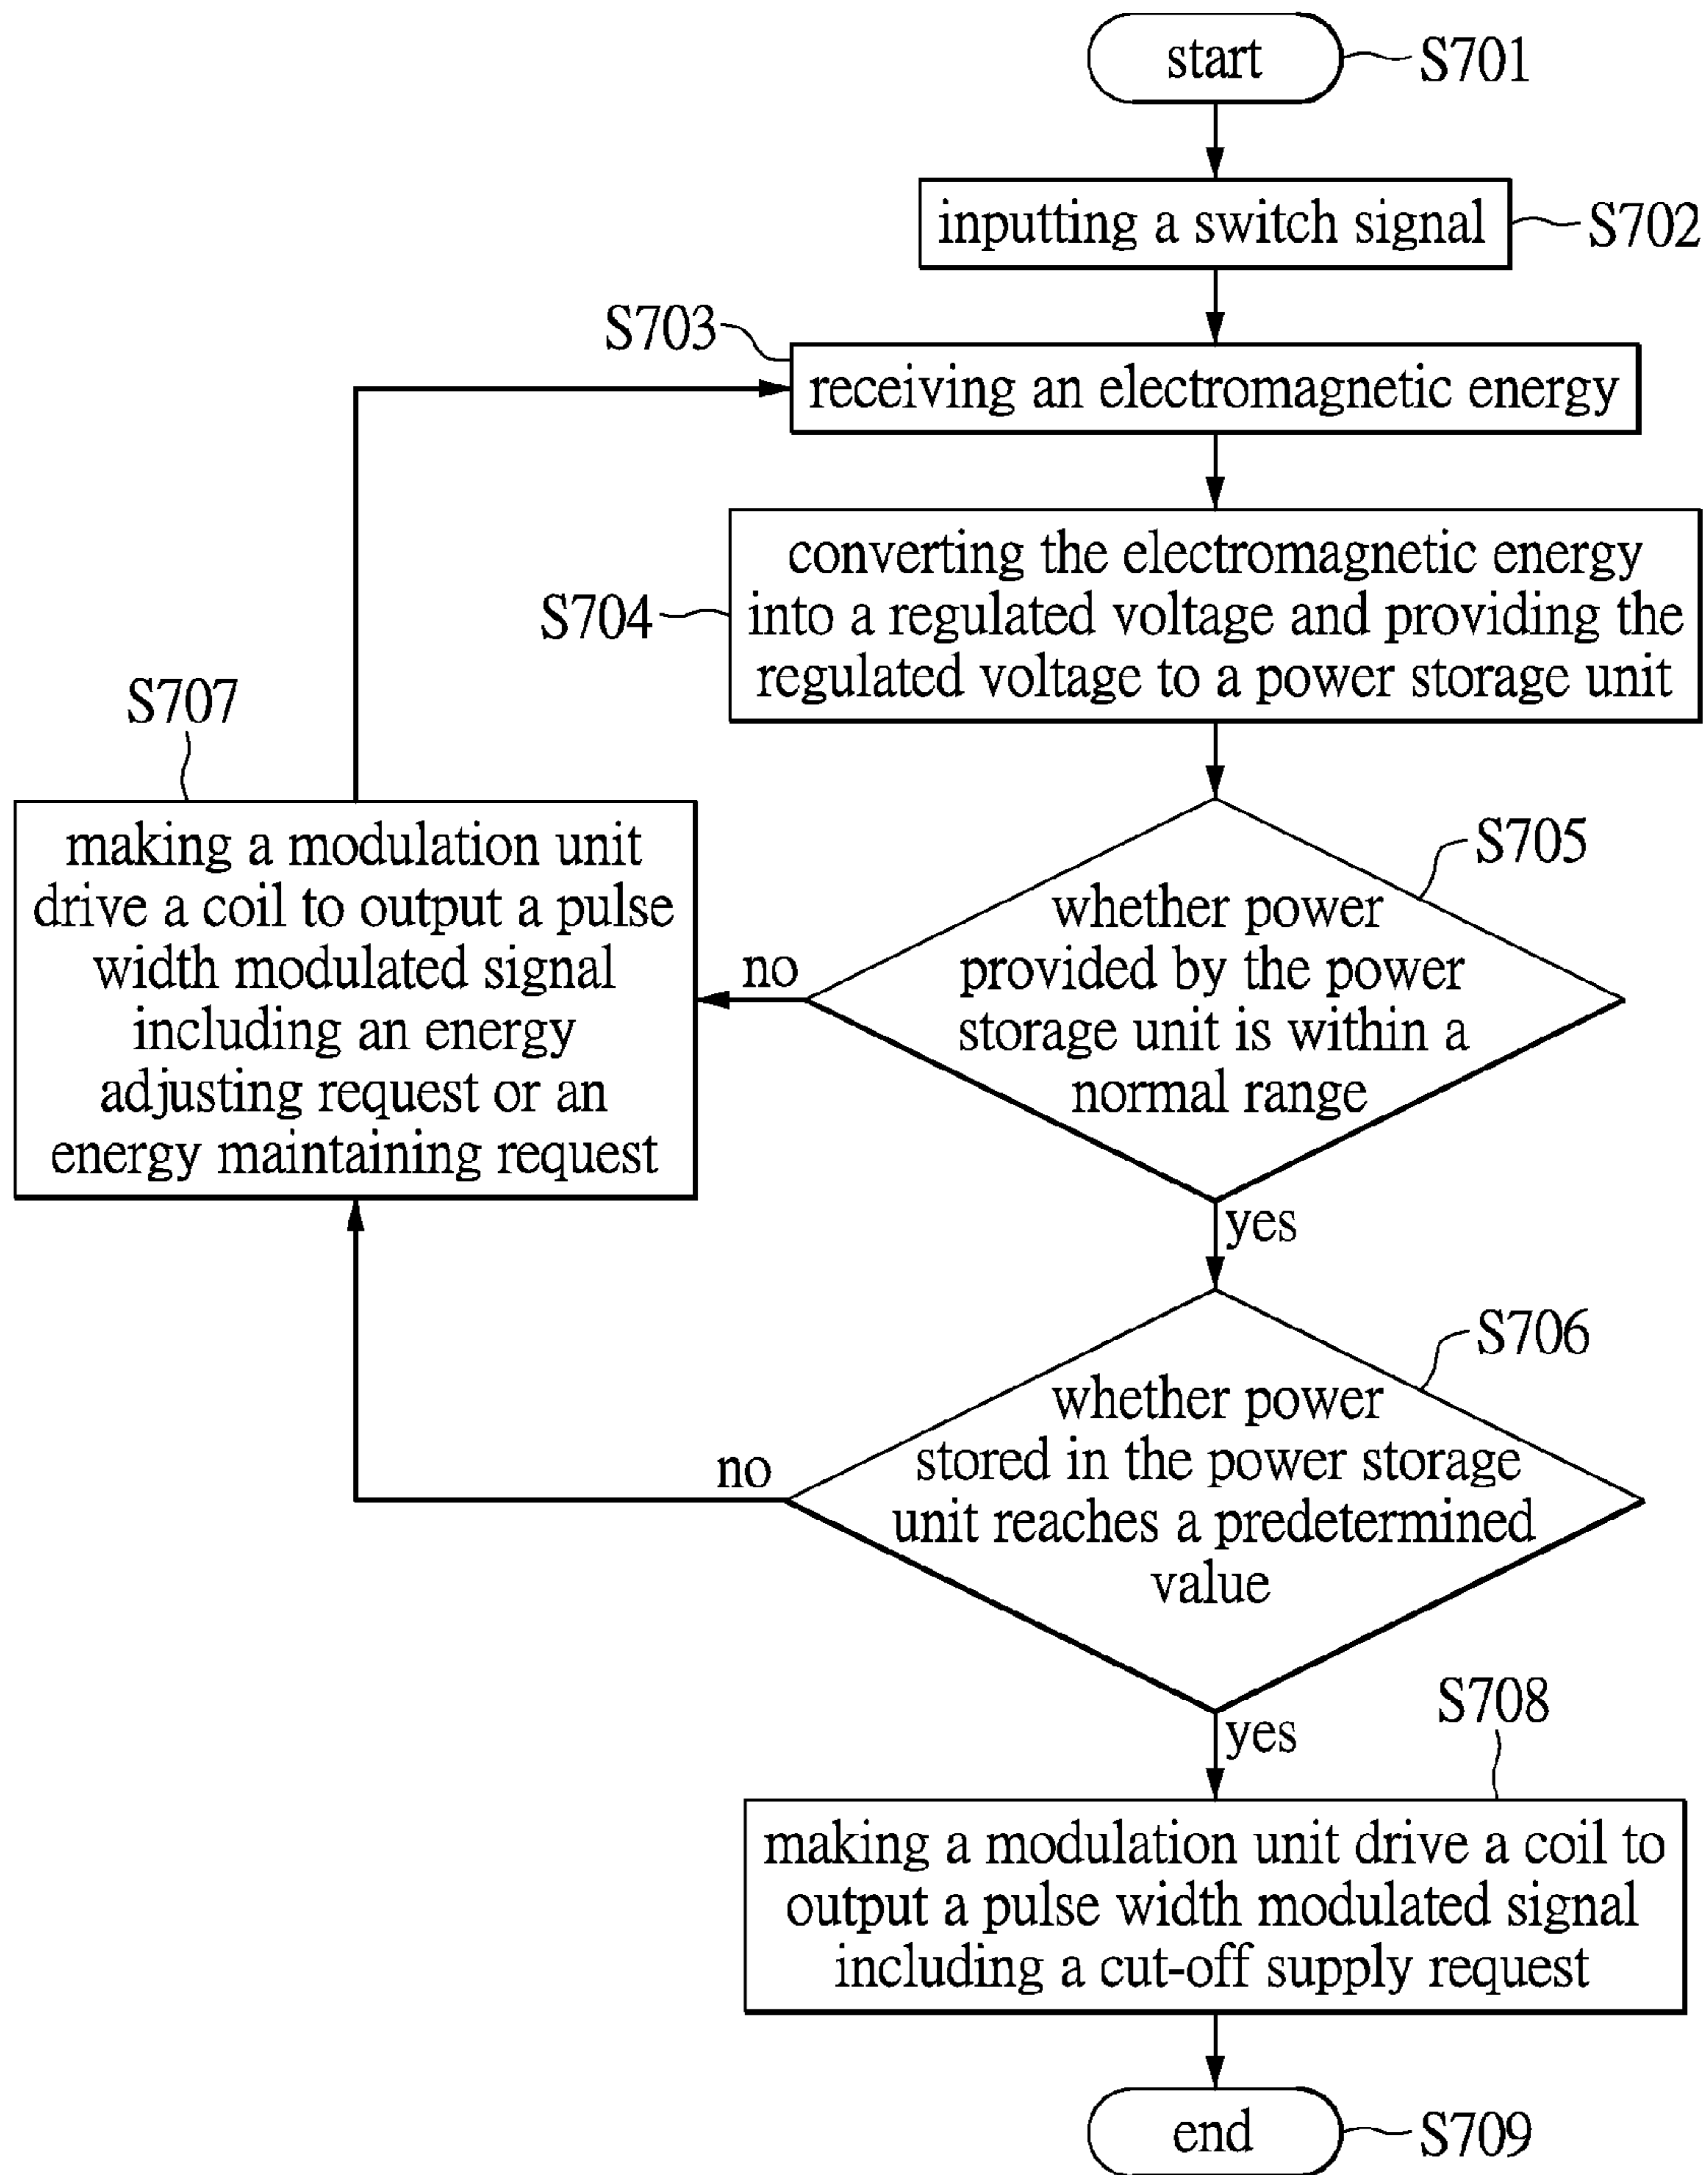 start
S701
inputting a switch signal
S702
S703
receiving an electromagnetic energy
converting the electromagnetic energy
into a regulated voltage and providing the
regulated voltage to a power storage unit
S704
S707
making a modulation unit
drive a coil to output a pulse
width modulated signal
including an energy
adjusting request or an
energy maintaining request
S705
whether power
provided by the power
storage unit is within a
normal range
no
yes
S706
whether power
stored in the power storage
unit reaches a predetermined
value
no
yes
S708
making a modulation unit drive a coil to
output a pulse width modulated signal
including a cut-off supply request
end
S709